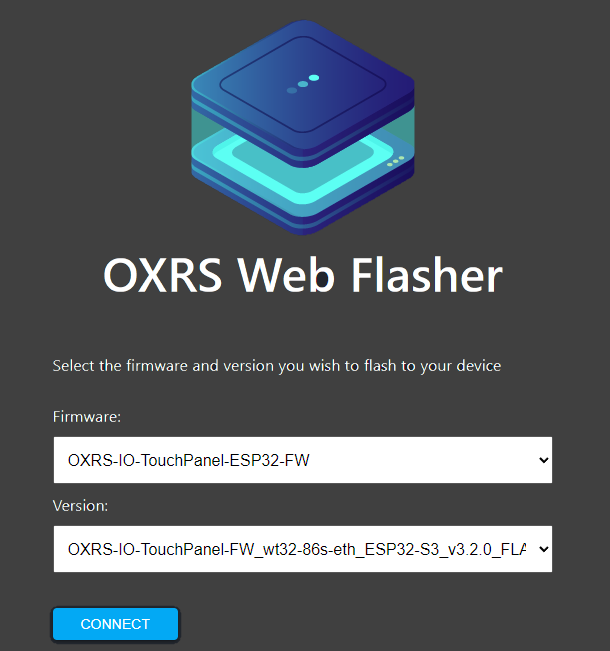 OXRS Web Flasher
Select the firmware and version you wish to flash to your device
Firmware:
OXRS-IO-TouchPanel-ESP32-FW
Version:
OXRS-IO-TouchPanel-FW_wt32-86s-eth_ESP32-S3_v3.2.0_FLA
CONNECT